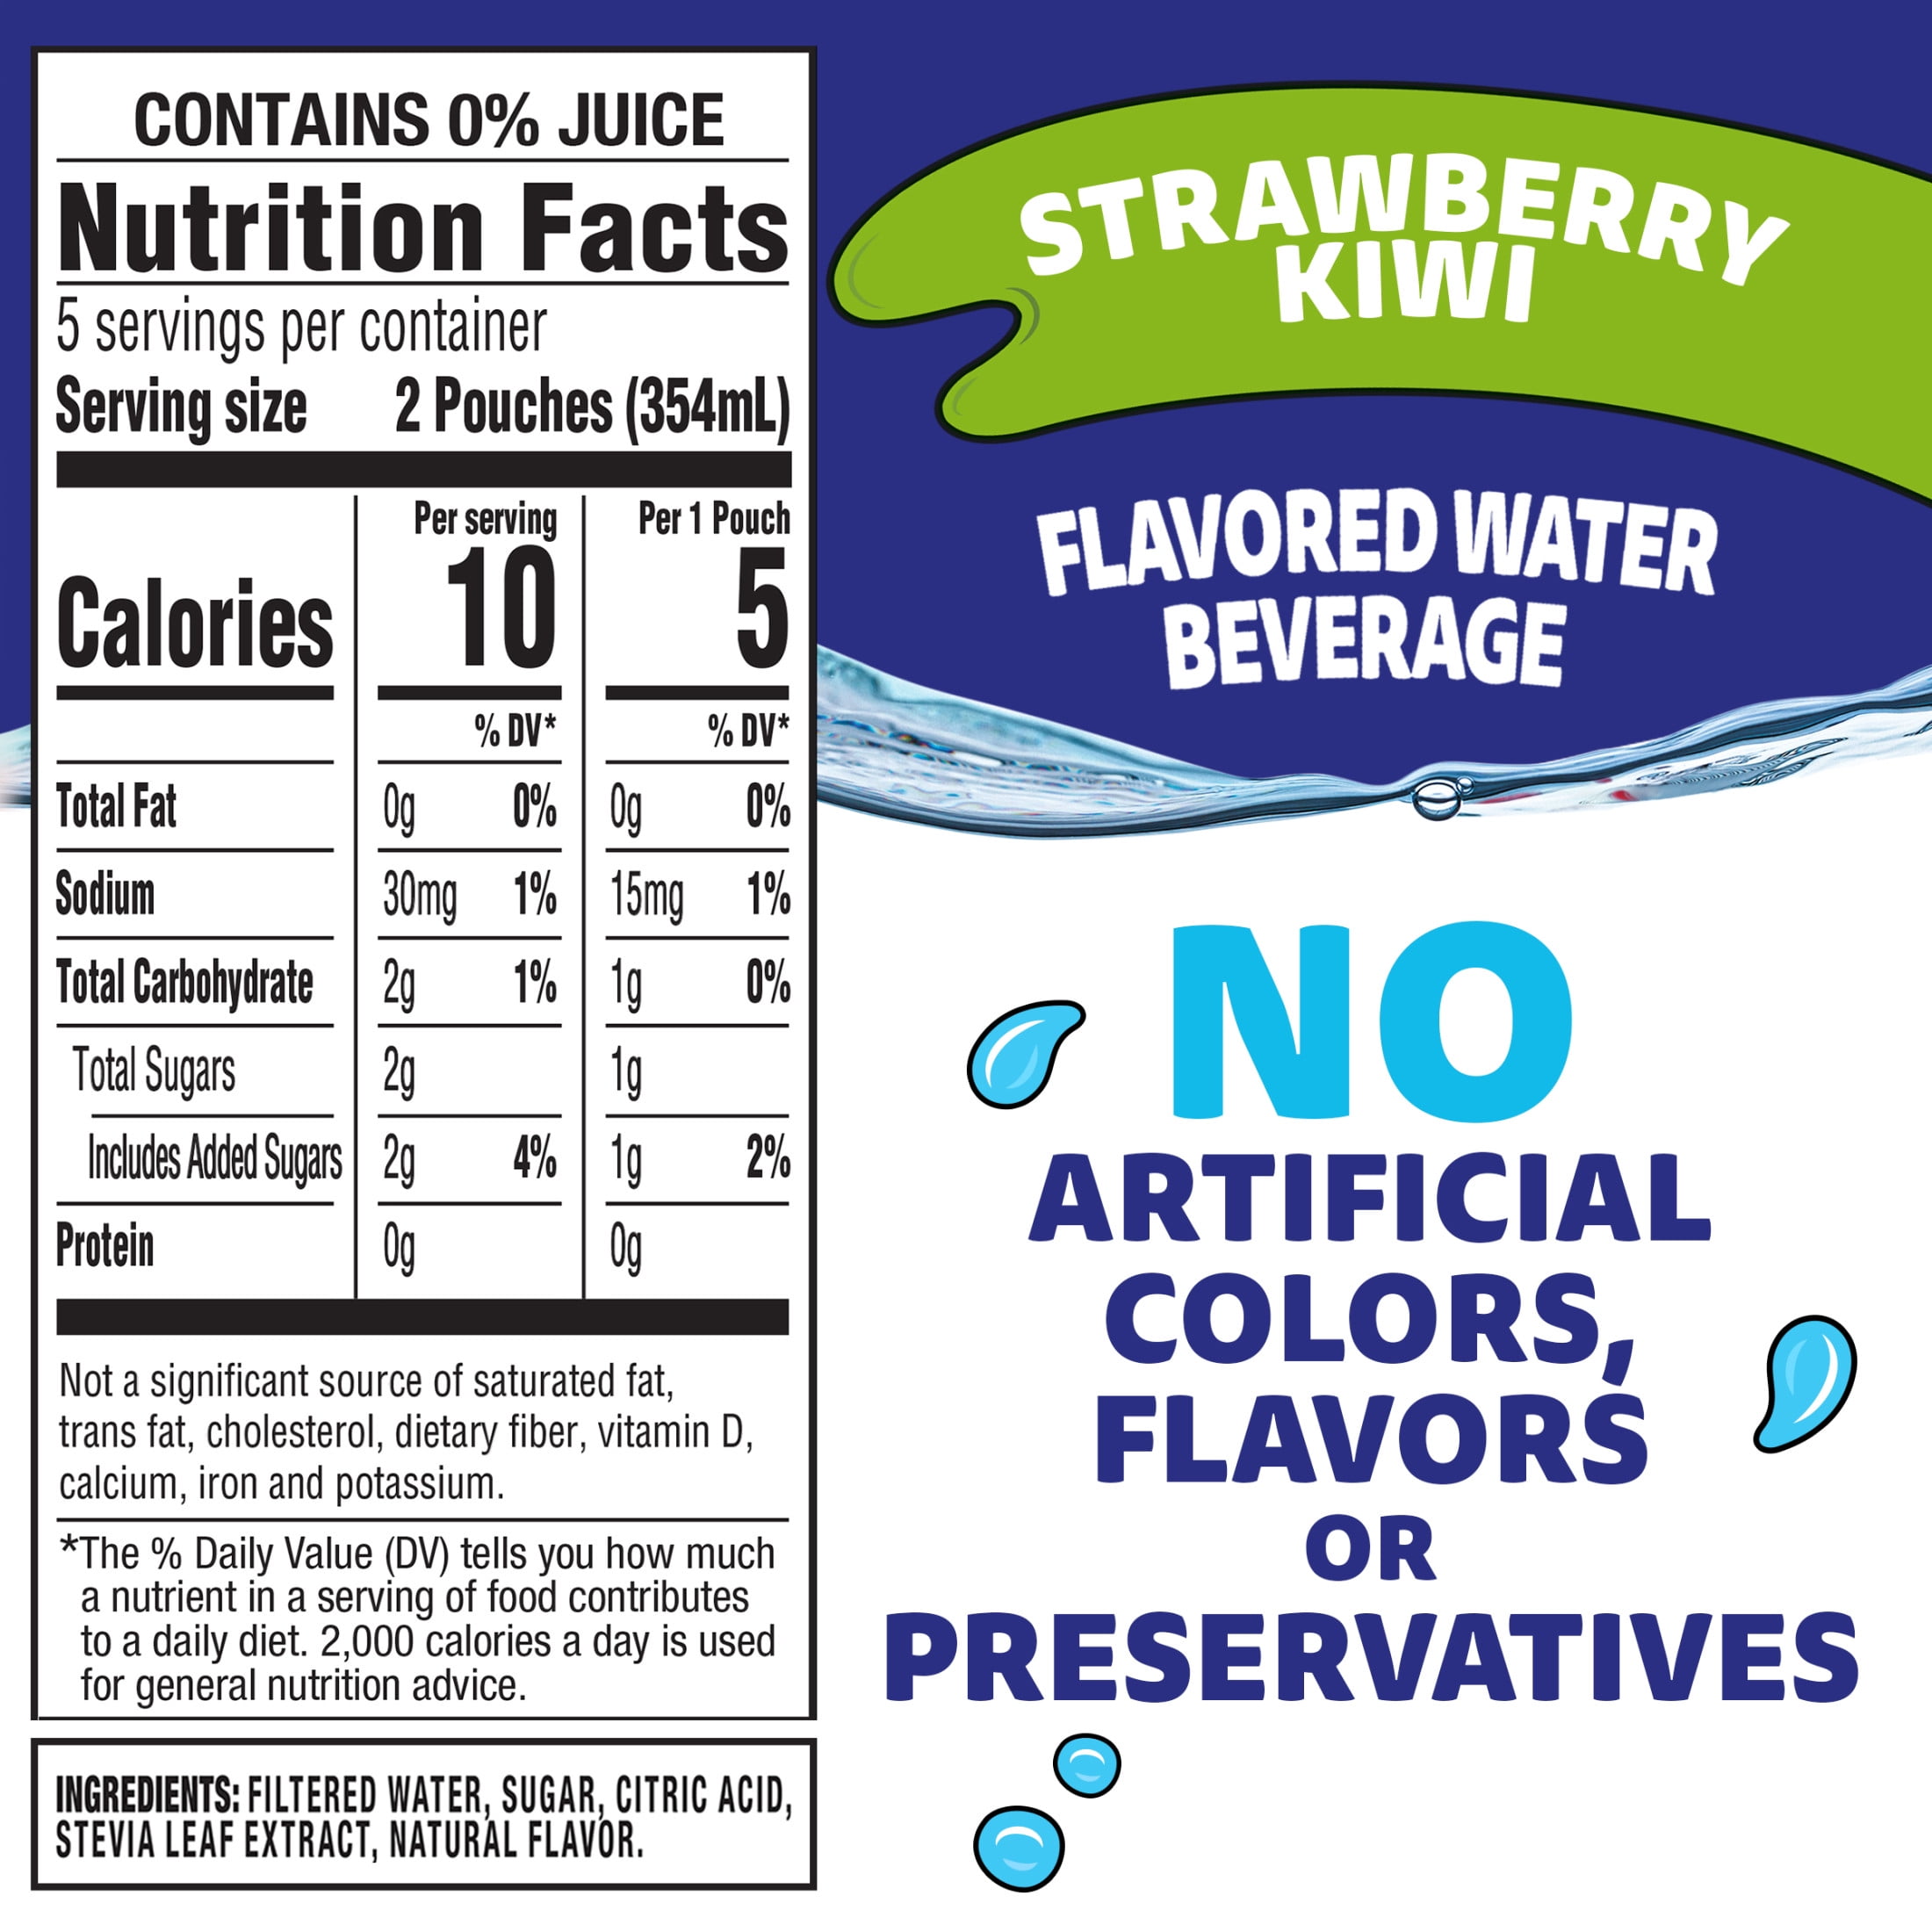 CONTAINS 0% JUICE
Nutrition Facts
5 servings per container
Serving size 2 Pouches (354mL)
Per serving Per 1 Pouch
Calories 10 5
% DV* % DV*
Total Fat 0g 0% 0g 0%
Sodium 30mg 1% 15mg 1%
Total Carbohydrate 2g 1% 1g 0%
Total Sugars 2g 1g
Includes Added Sugars 2g 4% 1g 2%
Protein 0g 0g
Not a significant source of saturated fat,
trans fat, cholesterol, dietary fiber, vitamin D,
calcium, iron and potassium.
*The % Daily Value (DV) tells you how much
a nutrient in a serving of food contributes
to a daily diet. 2,000 calories a day is used
for general nutrition advice.
INGREDIENTS: FILTERED WATER, SUGAR, CITRIC ACID,
STEVIA LEAF EXTRACT, NATURAL FLAVOR.
STRAWBERRY
KIWI
FLAVORED WATER
BEVERAGE
NO
ARTIFICIAL
COLORS,
FLAVORS
OR
PRESERVATIVES